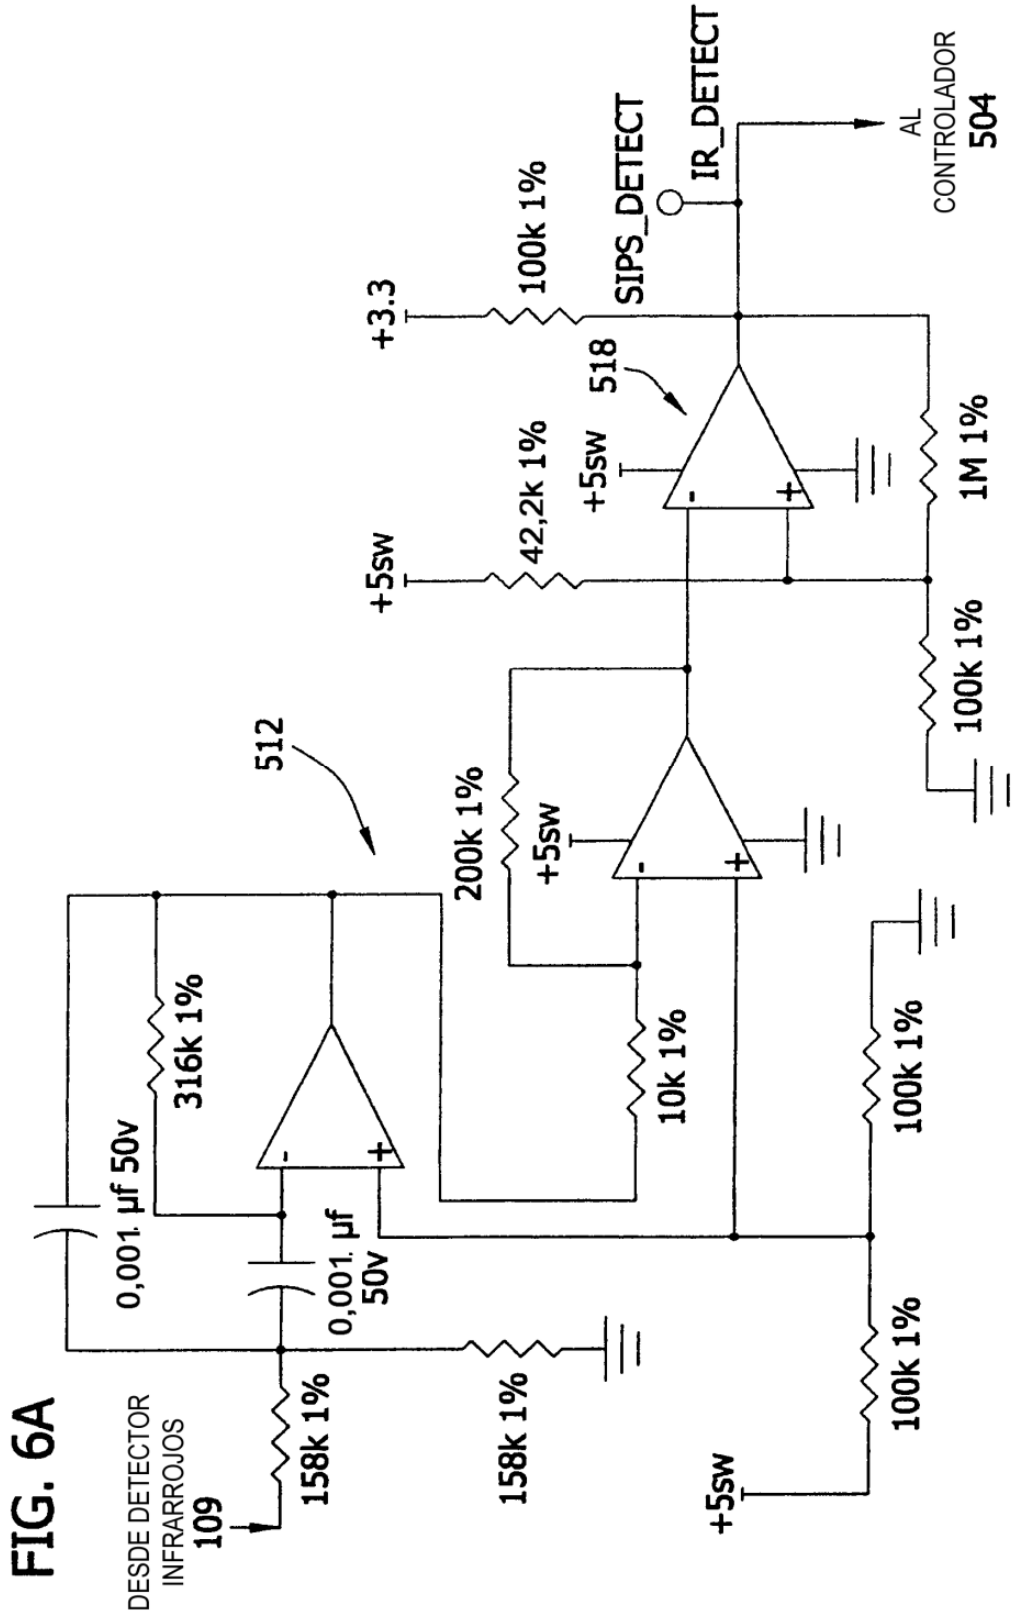 FIG. 6A
DESDE DETECTOR
INFRARROJOS
109
158k 1%
158k 1%
0,001. µf 50v
0,001. µf
50v
316k 1%
-
+
512
+5sw
100k 1%
100k 1%
10k 1%
200k 1%
+5sw
-
+
+5sw
42,2k 1%
+5sw
518
-
+
100k 1%
1M 1%
+3.3
100k 1%
SIPS_DETECT
IR_DETECT
AL
CONTROLADOR
504